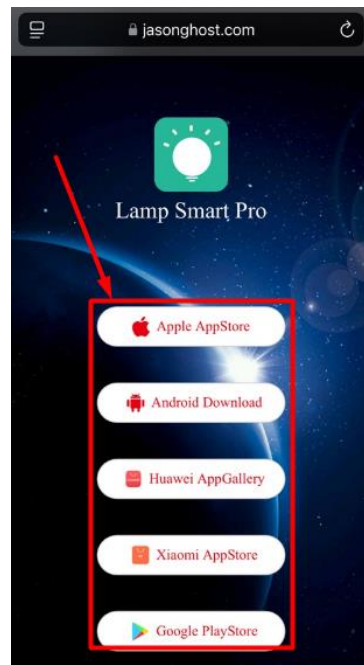 jasonghost.com
Lamp Smart Pro
Apple AppStore
Android Download
Huawei AppGallery
Xiaomi AppStore
Google PlayStore